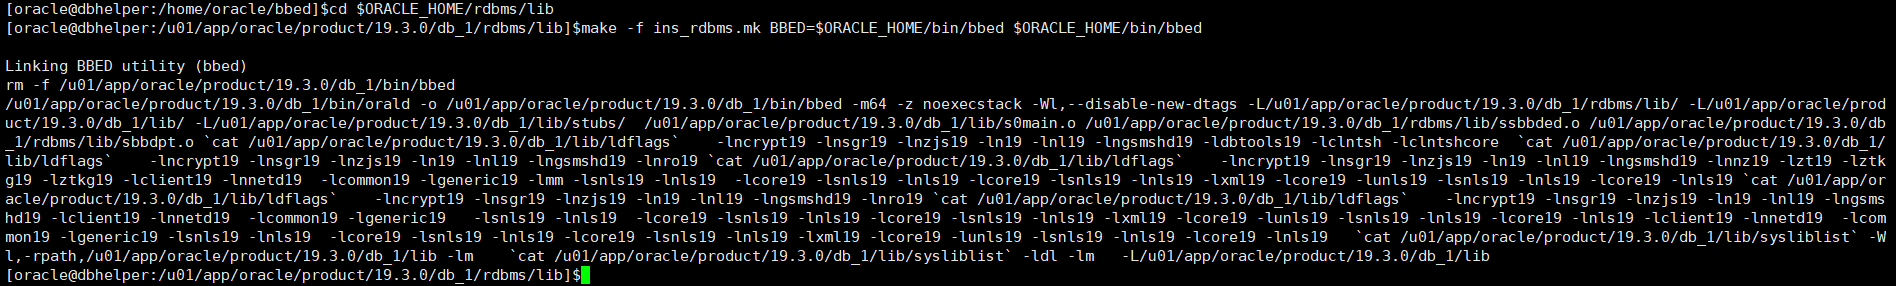 [oracle@dbhelper:/home/oracle/bbed]$cd $ORACLE_HOME/rdbms/lib
[oracle@dbhelper:/u01/app/oracle/product/19.3.0/db_1/rdbms/lib]$make -f ins_rdbms.mk BBED=$ORACLE_HOME/bin/bbed $ORACLE_HOME/bin/bbed
Linking BBED utility (bbed)
rm -f /u01/app/oracle/product/19.3.0/db_1/bin/bbed
/u01/app/oracle/product/19.3.0/db_1/bin/orald -o /u01/app/oracle/product/19.3.0/db_1/bin/bbed -m64 -z noexecstack -Wl,--disable-new-dtags -L/u01/app/oracle/product/19.3.0/db_1/rdbms/lib/ -L/u01/app/oracle/prod
uct/19.3.0/db_1/lib/ -L/u01/app/oracle/product/19.3.0/db_1/lib/stubs/  /u01/app/oracle/product/19.3.0/db_1/lib/s0main.o /u01/app/oracle/product/19.3.0/db_1/rdbms/lib/ssbbded.o /u01/app/oracle/product/19.3.0/db
_1/rdbms/lib/sbbdpt.o `cat /u01/app/oracle/product/19.3.0/db_1/lib/ldflags`    -lncrypt19 -lnsgr19 -lnzjs19 -ln19 -lnl19 -lngsmshd19 -ldbtools19 -lclntsh -lclntshcore  `cat /u01/app/oracle/product/19.3.0/db_1/
lib/ldflags`    -lncrypt19 -lnsgr19 -lnzjs19 -ln19 -lnl19 -lngsmshd19 -lnro19 `cat /u01/app/oracle/product/19.3.0/db_1/lib/ldflags`    -lncrypt19 -lnsgr19 -lnzjs19 -ln19 -lnl19 -lngsmshd19 -lnnz19 -lzt19 -lztk
g19 -lztkg19 -lclient19 -lnnetd19  -lcommon19 -lgeneric19 -lmm -lsnls19 -lnls19  -lcore19 -lsnls19 -lnls19 -lcore19 -lsnls19 -lnls19 -lxml19 -lcore19 -lunls19 -lsnls19 -lnls19 -lcore19 -lnls19 `cat /u01/app/or
acle/product/19.3.0/db_1/lib/ldflags`    -lncrypt19 -lnsgr19 -lnzjs19 -ln19 -lnl19 -lngsmshd19 -lnro19 `cat /u01/app/oracle/product/19.3.0/db_1/lib/ldflags`    -lncrypt19 -lnsgr19 -lnzjs19 -ln19 -lnl19 -lngsms
hd19 -lclient19 -lnnetd19  -lcommon19 -lgeneric19   -lsnls19 -lnls19  -lcore19 -lsnls19 -lnls19 -lcore19 -lsnls19 -lnls19 -lxml19 -lcore19 -lunls19 -lsnls19 -lnls19 -lcore19 -lnls19 -lclient19 -lnnetd19  -lcom
mon19 -lgeneric19 -lsnls19 -lnls19  -lcore19 -lsnls19 -lnls19 -lcore19 -lsnls19 -lnls19 -lxml19 -lcore19 -lunls19 -lsnls19 -lnls19 -lcore19 -lnls19   `cat /u01/app/oracle/product/19.3.0/db_1/lib/sysliblist` -W
l,-rpath,/u01/app/oracle/product/19.3.0/db_1/lib -lm    `cat /u01/app/oracle/product/19.3.0/db_1/lib/sysliblist` -ldl -lm   -L/u01/app/oracle/product/19.3.0/db_1/lib
[oracle@dbhelper:/u01/app/oracle/product/19.3.0/db_1/rdbms/lib]$